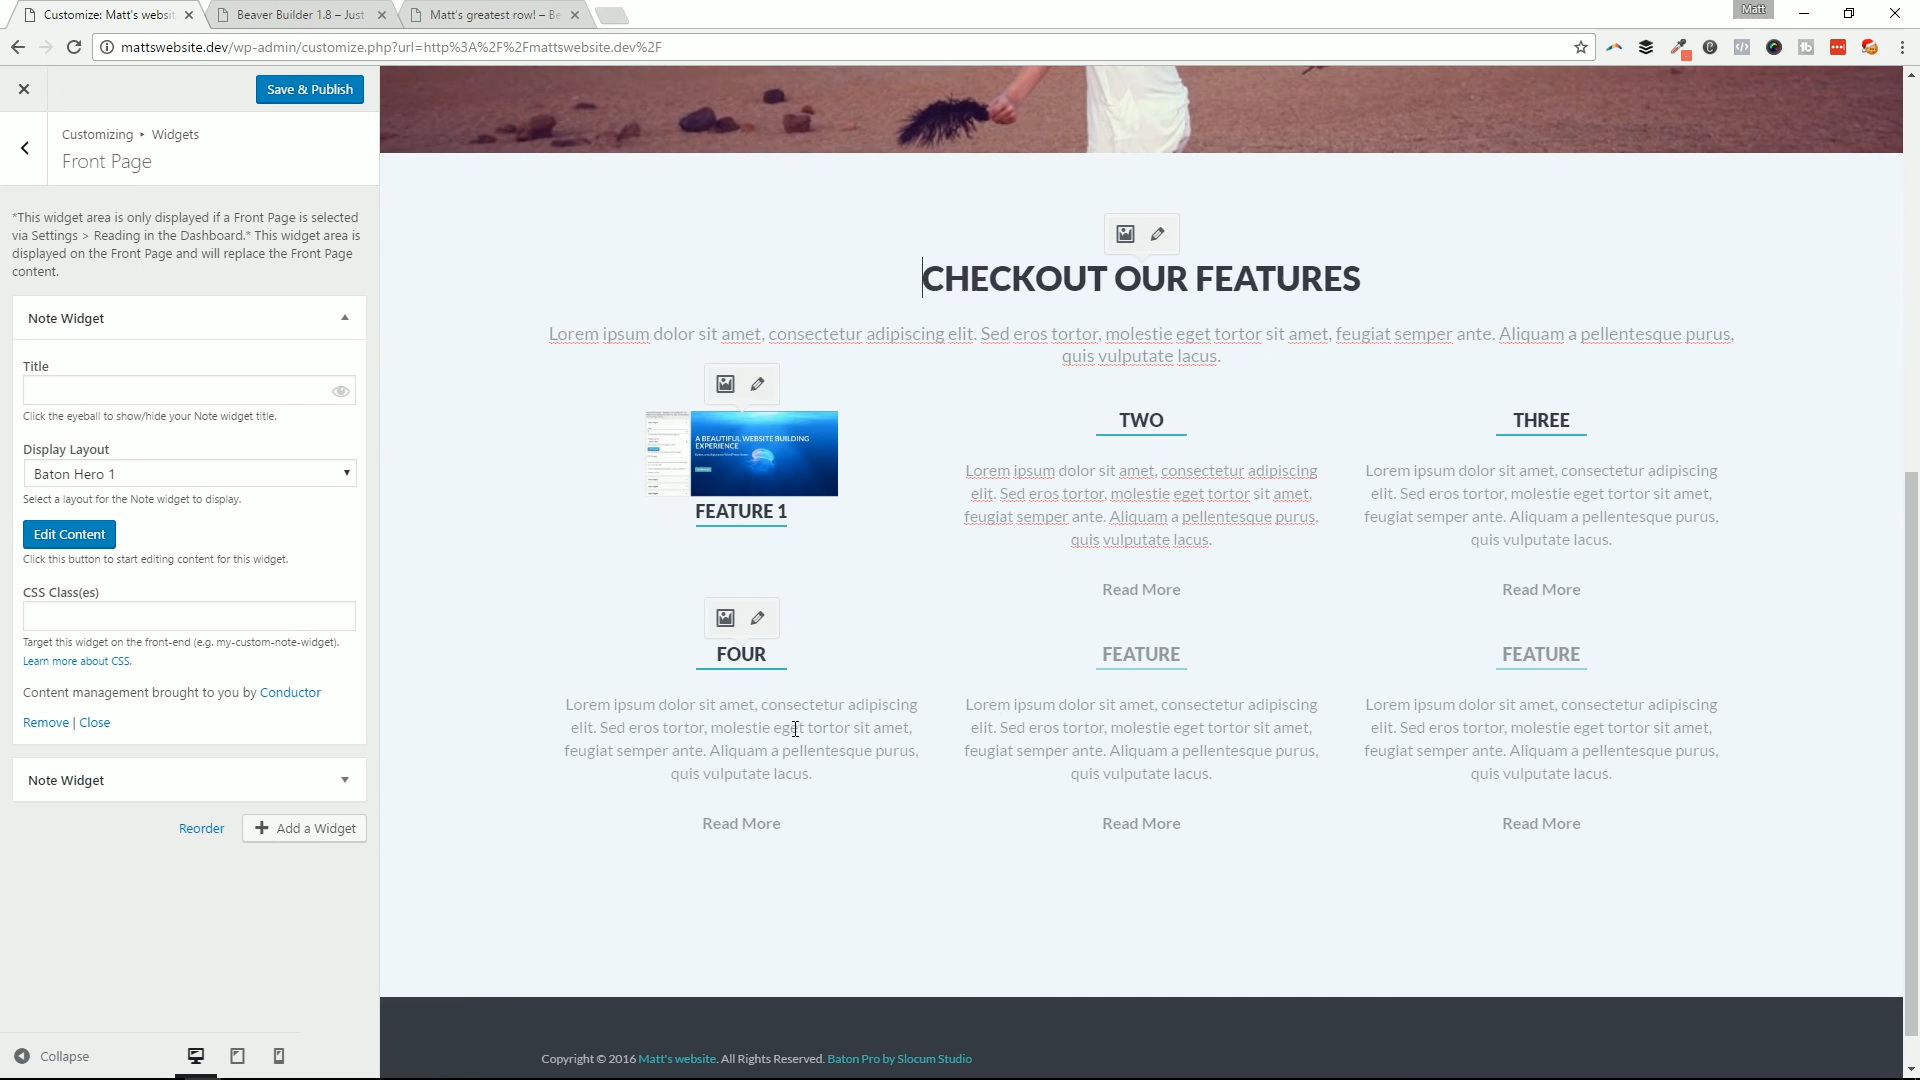 Customize: Matt's websit
Beaver Builder 1.8 – Just
Matt's greatest row! – Be
Matt
mattswebsite.dev/wp-admin/customize.php?url=http%3A%2F%2Fmattswebsite.dev%2F
Save & Publish
Customizing ▸ Widgets
Front Page
*This widget area is only displayed if a Front Page is selected
via Settings > Reading in the Dashboard.* This widget area is
displayed on the Front Page and will replace the Front Page
content.
Note Widget
Title
Click the eyeball to show/hide your Note widget title.
Display Layout
Baton Hero 1
Select a layout for the Note widget to display.
Edit Content
Click this button to start editing content for this widget.
CSS Class(es)
Target this widget on the front-end (e.g. my-custom-note-widget).
Learn more about CSS.
Content management brought to you by Conductor
Remove | Close
Note Widget
Reorder
Add a Widget
Collapse
CHECKOUT OUR FEATURES
Lorem ipsum dolor sit amet, consectetur adipiscing elit. Sed eros tortor, molestie eget tortor sit amet, feugiat semper ante. Aliquam a pellentesque purus,
quis vulputate lacus.
A BEAUTIFUL WEBSITE BUILDING
EXPERIENCE
FEATURE 1
TWO
Lorem ipsum dolor sit amet, consectetur adipiscing
elit. Sed eros tortor, molestie eget tortor sit amet,
feugiat semper ante. Aliquam a pellentesque purus,
quis vulputate lacus.
Read More
THREE
Lorem ipsum dolor sit amet, consectetur adipiscing
elit. Sed eros tortor, molestie eget tortor sit amet,
feugiat semper ante. Aliquam a pellentesque purus,
quis vulputate lacus.
Read More
FOUR
Lorem ipsum dolor sit amet, consectetur adipiscing
elit. Sed eros tortor, molestie eget tortor sit amet,
feugiat semper ante. Aliquam a pellentesque purus,
quis vulputate lacus.
Read More
FEATURE
Lorem ipsum dolor sit amet, consectetur adipiscing
elit. Sed eros tortor, molestie eget tortor sit amet,
feugiat semper ante. Aliquam a pellentesque purus,
quis vulputate lacus.
Read More
FEATURE
Lorem ipsum dolor sit amet, consectetur adipiscing
elit. Sed eros tortor, molestie eget tortor sit amet,
feugiat semper ante. Aliquam a pellentesque purus,
quis vulputate lacus.
Read More
Copyright © 2016 Matt's website. All Rights Reserved. Baton Pro by Slocum Studio